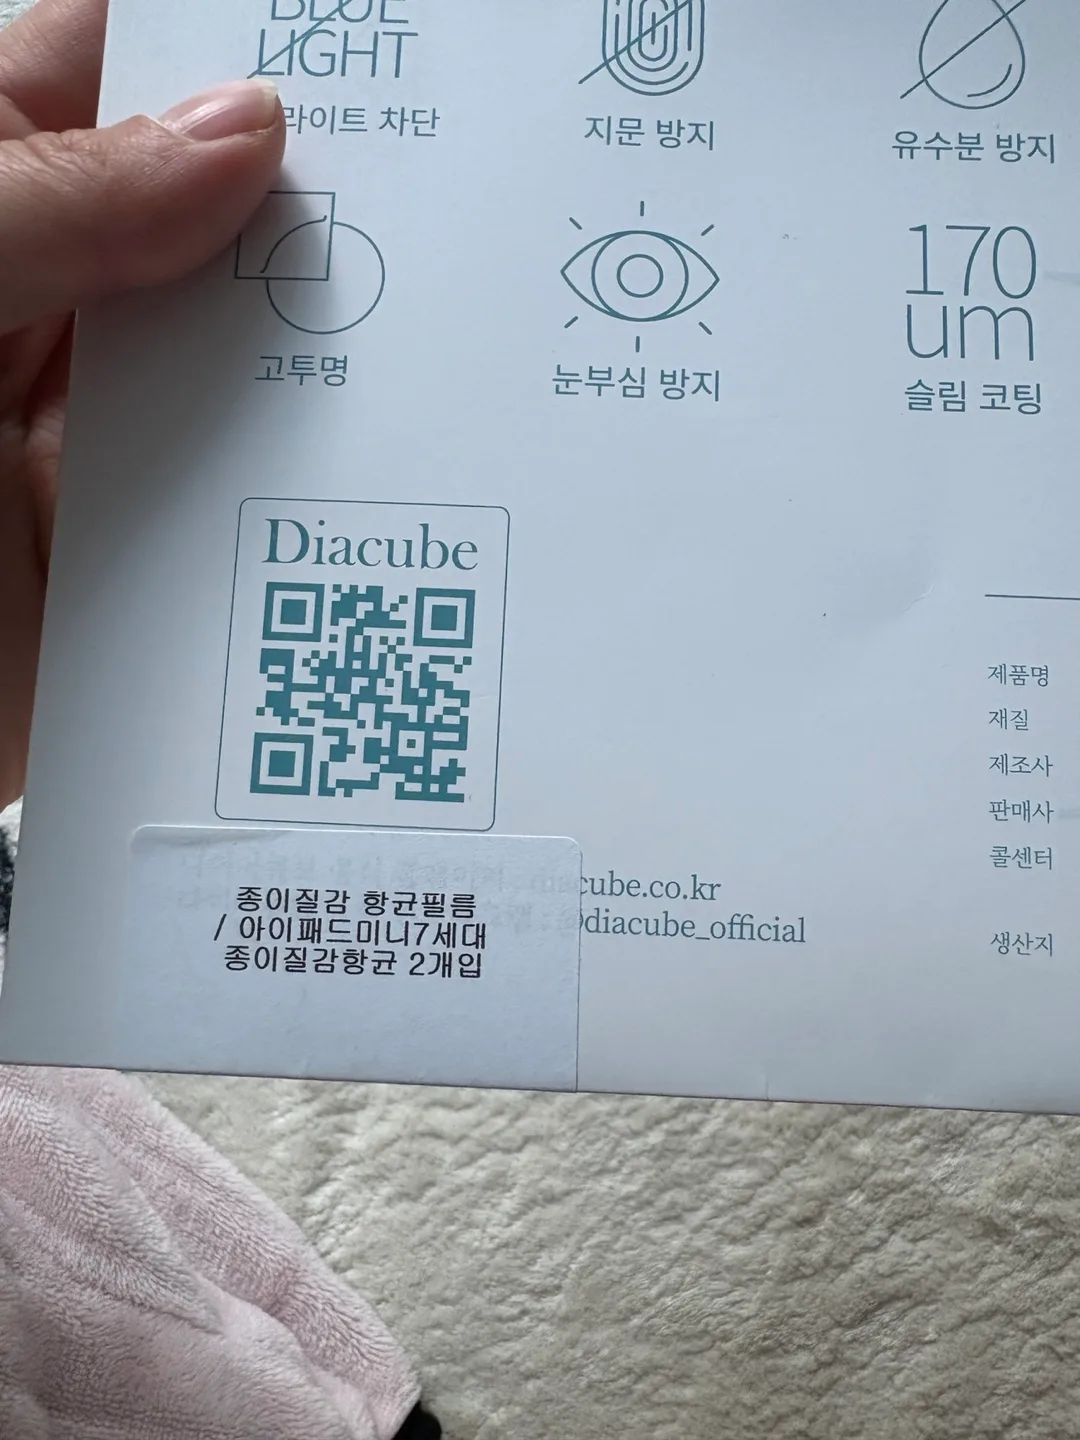 BLUE
LIGHT
라이트 차단
지문 방지
유수분 방지
고투명
눈부심 방지
170
um
슬림 코팅
Diacube
제품명
재질
제조사
판매사
콜센터
생산지
cube.co.kr
@diacube_official
종이질감 항균필름
/ 아이패드미니7세대
종이질감항균 2개입